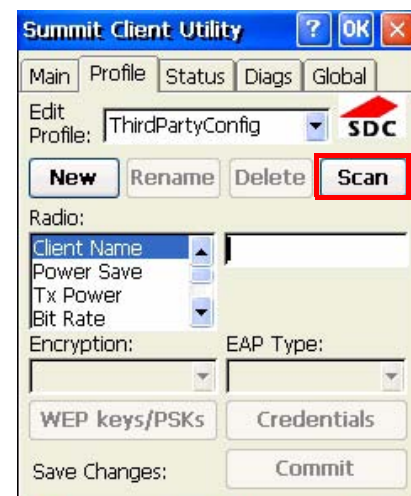 Summit Client Utility ? OK ×
Main Profile Status Diags Global
Edit
Profile: ThirdPartyConfig SDC
New Rename Delete Scan
Radio:
Client Name
Power Save
Tx Power
Bit Rate
Encryption: EAP Type:
WEP keys/PSKs Credentials
Save Changes: Commit